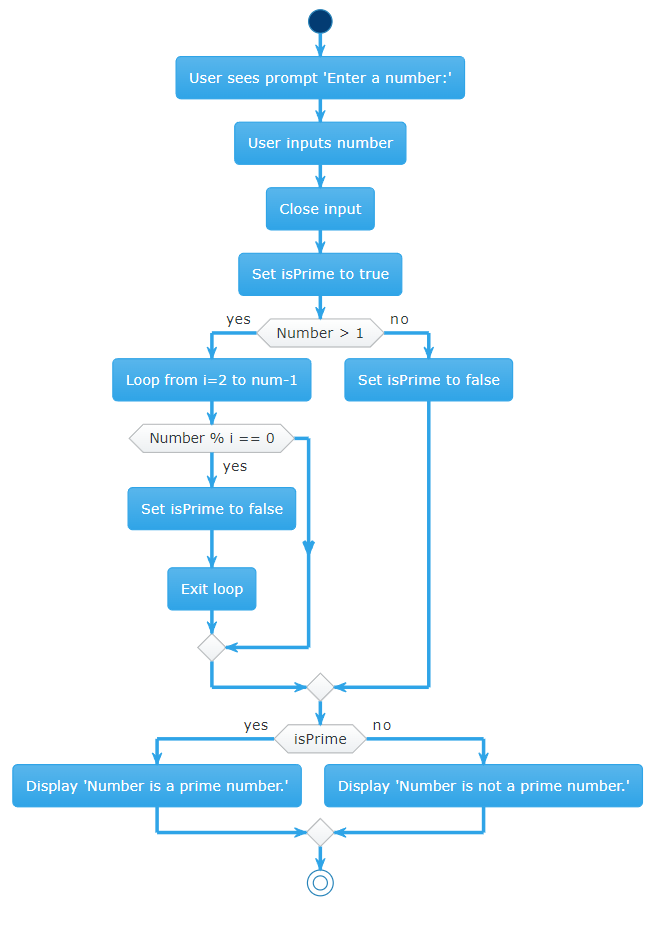 User sees prompt 'Enter a number:'
User inputs number
Close input
Set isPrime to true
yes
Number > 1
no
Loop from i=2 to num-1
Set isPrime to false
Number % i == 0
yes
Set isPrime to false
Exit loop
yes
isPrime
no
Display 'Number is a prime number.'
Display 'Number is not a prime number.'